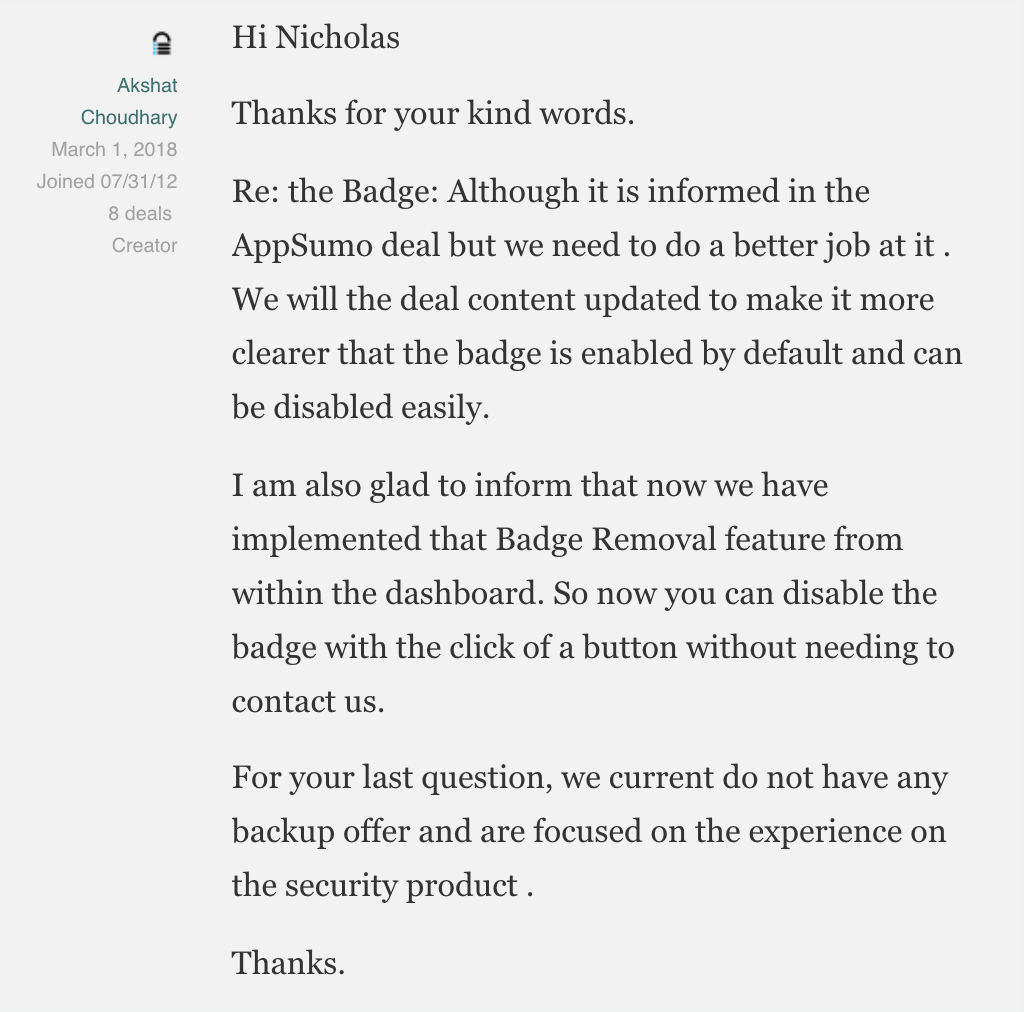 Akshat
Choudhary
March 1, 2018
Joined 07/31/12
8 deals
Creator
Hi Nicholas
Thanks for your kind words.
Re: the Badge: Although it is informed in the
AppSumo deal but we need to do a better job at it .
We will the deal content updated to make it more
clearer that the badge is enabled by default and can
be disabled easily.
I am also glad to inform that now we have
implemented that Badge Removal feature from
within the dashboard. So now you can disable the
badge with the click of a button without needing to
contact us.
For your last question, we current do not have any
backup offer and are focused on the experience on
the security product .
Thanks.